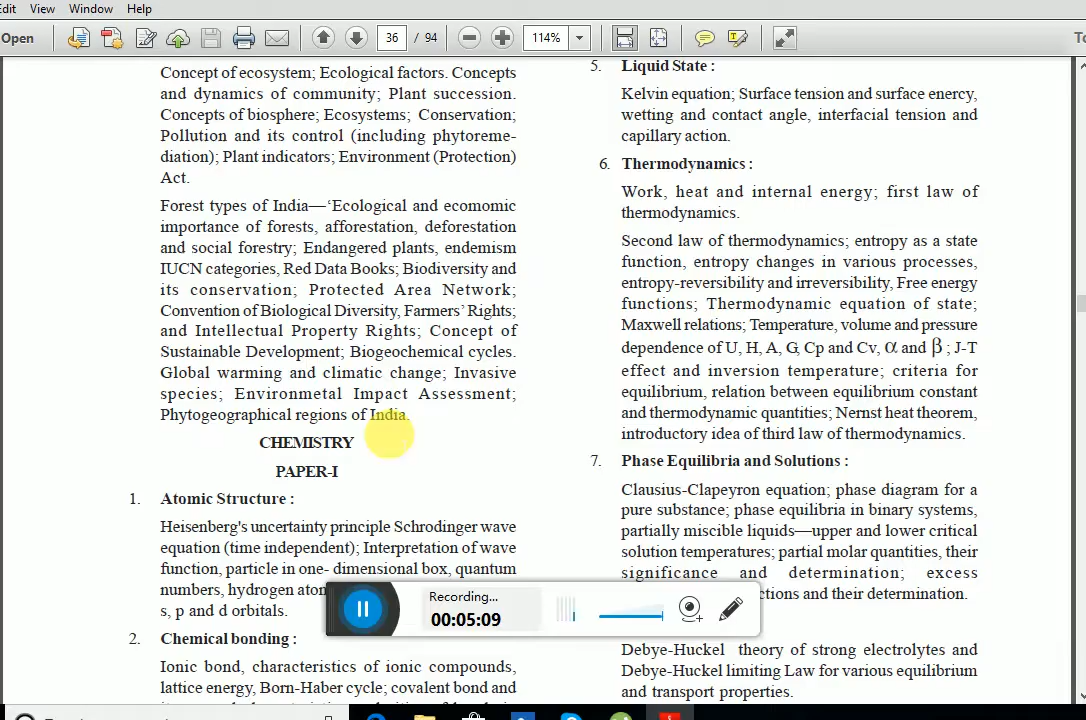 Edit View Window Help
Open 36 / 94 114%
Concept of ecosystem; Ecological factors. Concepts
and dynamics of community; Plant succession.
Concepts of biosphere; Ecosystems; Conservation;
Pollution and its control (including phytoreme-
diation); Plant indicators; Environment (Protection)
Act.
Forest types of India—‘Ecological and ecomomic
importance of forests, afforestation, deforestation
and social forestry; Endangered plants, endemism
IUCN categories, Red Data Books; Biodiversity and
its conservation; Protected Area Network;
Convention of Biological Diversity, Farmers’ Rights;
and Intellectual Property Rights; Concept of
Sustainable Development; Biogeochemical cycles.
Global warming and climatic change; Invasive
species; Environmetal Impact Assessment;
Phytogeographical regions of India.
CHEMISTRY
PAPER-I
1. Atomic Structure :
Heisenberg's uncertainty principle Schrodinger wave
equation (time independent); Interpretation of wave
function, particle in one- dimensional box, quantum
numbers, hydrogen atom
s, p and d orbitals.
2. Chemical bonding :
Ionic bond, characteristics of ionic compounds,
lattice energy, Born-Haber cycle; covalent bond and
5. Liquid State :
Kelvin equation; Surface tension and surface enercy,
wetting and contact angle, interfacial tension and
capillary action.
6. Thermodynamics :
Work, heat and internal energy; first law of
thermodynamics.
Second law of thermodynamics; entropy as a state
function, entropy changes in various processes,
entropy-reversibility and irreversibility, Free energy
functions; Thermodynamic equation of state;
Maxwell relations; Temperature, volume and pressure
dependence of U, H, A, G, Cp and Cv, α and β ; J-T
effect and inversion temperature; criteria for
equilibrium, relation between equilibrium constant
and thermodynamic quantities; Nernst heat theorem,
introductory idea of third law of thermodynamics.
7. Phase Equilibria and Solutions :
Clausius-Clapeyron equation; phase diagram for a
pure substance; phase equilibria in binary systems,
partially miscible liquids—upper and lower critical
solution temperatures; partial molar quantities, their
significance and determination; excess
and their determination.
Debye-Huckel theory of strong electrolytes and
Debye-Huckel limiting Law for various equilibrium
and transport properties.
Recording...
00:05:09